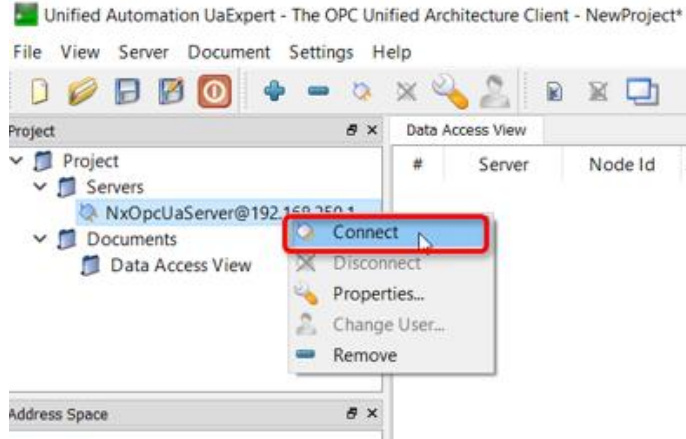 Unified Automation UaExpert - The OPC Unified Architecture Client - NewProject*
File View Server Document Settings Help
Project
Data Access View
Project
# Server Node Id
Servers
NxOpcUaServer@192.168.250.1
Connect
Documents
Disconnect
Data Access View
Properties...
Change User...
Remove
Address Space